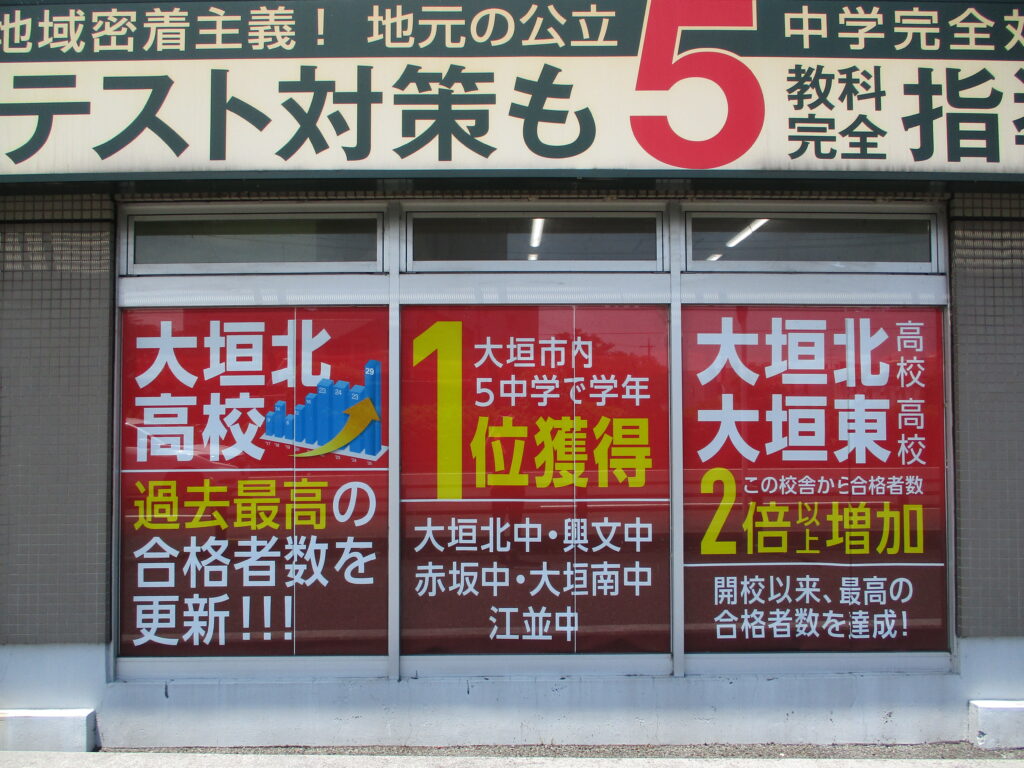 地域密着主義! 地元の公立 中学完全対
テスト対策も5教科完全指
大垣北
高校
29
過去最高の
合格者数を
更新!!!
1
大垣市内
5中学で学年
位獲得
大垣北中・興文中
赤坂中・大垣南中
江並中
大垣北高校
大垣東高校
この校舎から合格者数
2倍以上増加
開校以来、最高の
合格者数を達成!